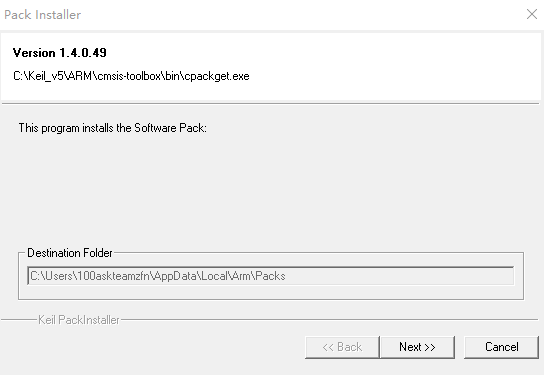 Pack Installer
Version 1.4.0.49
C:\Keil_v5\ARM\cmsis-toolbox\bin\cpackget.exe
This program installs the Software Pack:
Destination Folder
C:\Users\100askteamzfn\AppData\Local\Arm\Packs
Keil PackInstaller
<< Back
Next >>
Cancel